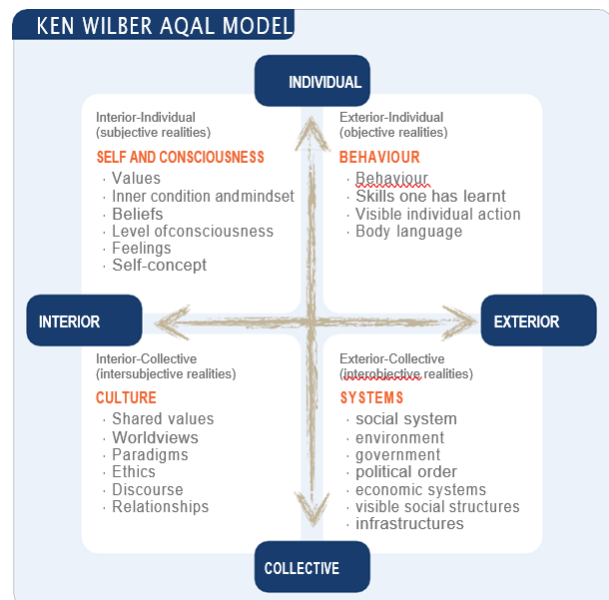 KEN WILBER AQAL MODEL
INDIVIDUAL
Interior-Individual
(subjective realities)
SELF AND CONSCIOUSNESS
· Values
· Inner condition andmindset
· Beliefs
· Level ofconsciousness
· Feelings
· Self-concept
Exterior-Individual
(objective realities)
BEHAVIOUR
· Behaviour
· Skills one has learnt
· Visible individual action
· Body language
INTERIOR
EXTERIOR
Interior-Collective
(intersubjective realities)
CULTURE
· Shared values
· Worldviews
· Paradigms
· Ethics
· Discourse
· Relationships
Exterior-Collective
(interobjective realities)
SYSTEMS
· social system
· environment
· government
· political order
· economic systems
· visible social structures
· infrastructures
COLLECTIVE